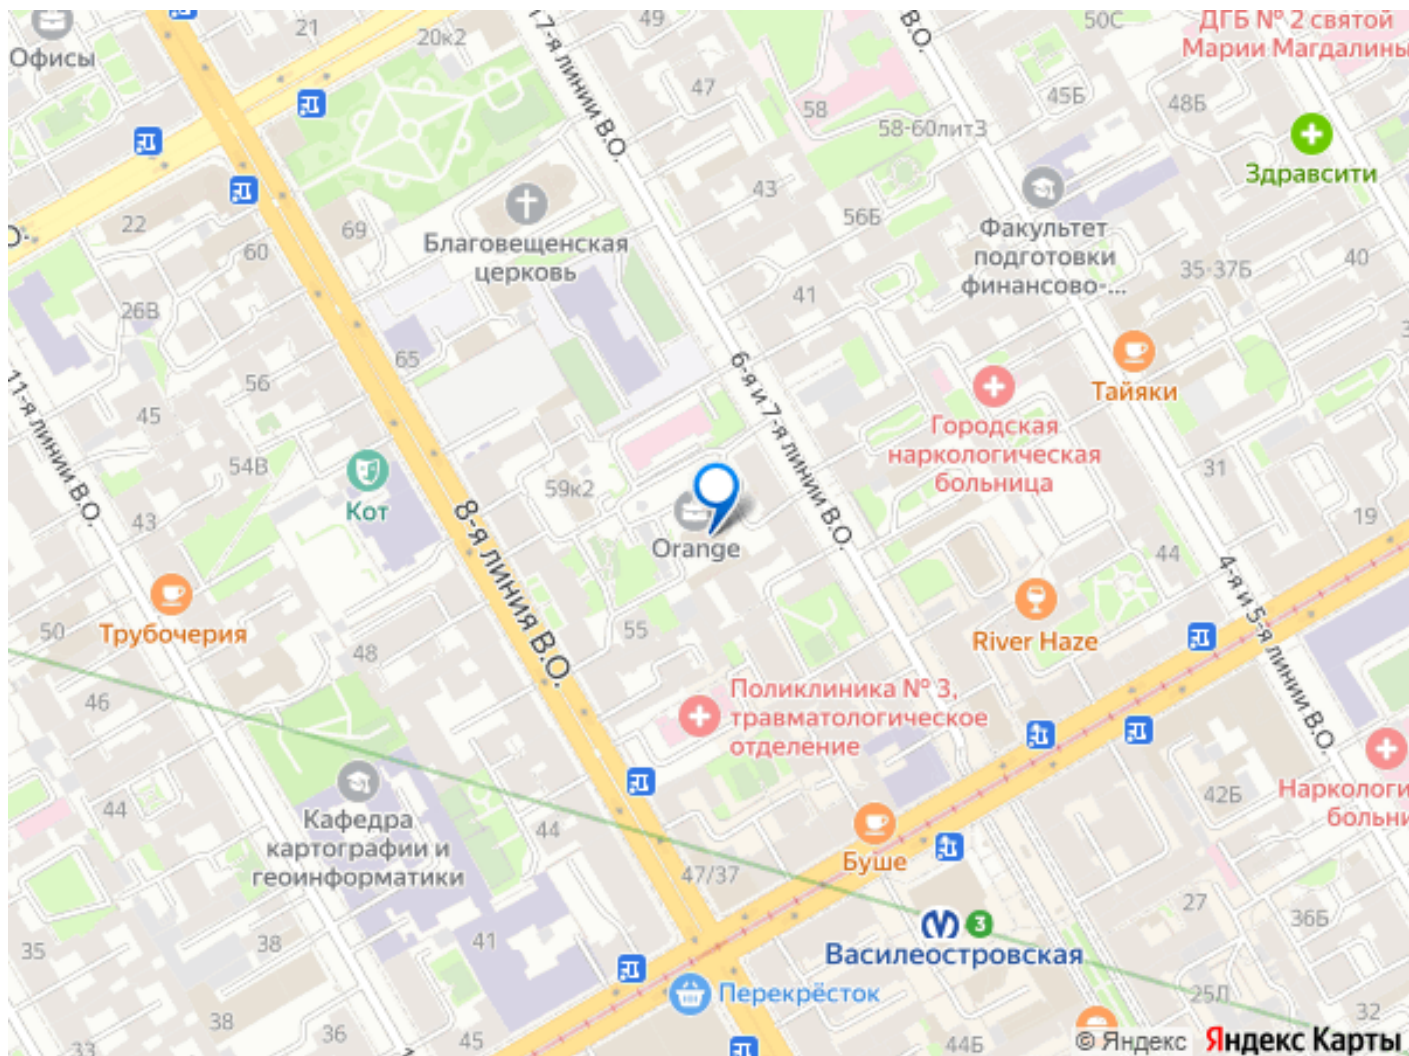 Офисы
21
20к2
17-я линии В.О.
49
В.О.
50С
ДГБ № 2 святой
Марии Магдалины
47
58
45Б
48Б
58-60литЗ
Здравсити
22
69
60
Благовещенская
церковь
43
56Б
Факультет
подготовки
финансово-...
35-37Б
40
26В
41
65
6-я и 7-я линии В.О.
Тайяки
11-я линии В.О.
56
45
54В
Кот
59к2
Городская
наркологическая
больница
31
43
8-я линия В.О.
Orange
44
19
4-я и 5-я линии В.О.
Трубочерия
50
55
River Haze
48
46
Поликлиника № 3,
травматологическое
отделение
44
Кафедра
картографии и
геоинформатики
44
47/37
Буше
42Б
Наркологи
больни
35
38
41
3
Василеостровская
27
36Б
Перекрёсток
25Л
38
36
45
44Б
32
33
© Яндекс Яндекс Карты